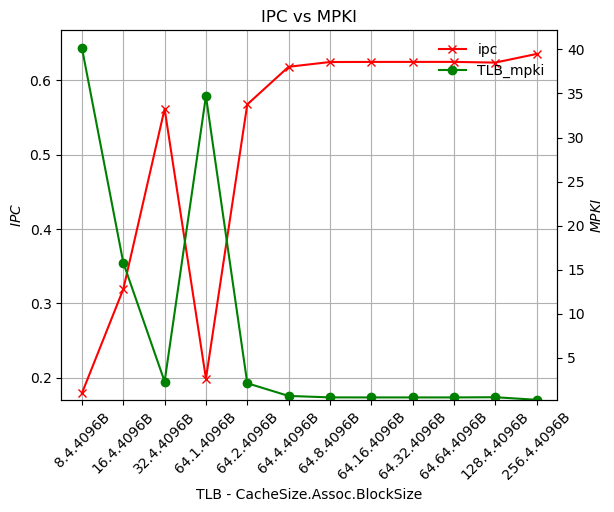 IPC vs MPKI
ipc
TLB_mpki
0.6
0.5
0.4
0.3
0.2
IPC
40
35
30
25
20
15
10
5
MPKI
8.4.4096B
16.4.4096B
32.4.4096B
64.1.4096B
64.2.4096B
64.4.4096B
64.8.4096B
64.16.4096B
64.32.4096B
64.64.4096B
128.4.4096B
256.4.4096B
TLB - CacheSize.Assoc.BlockSize